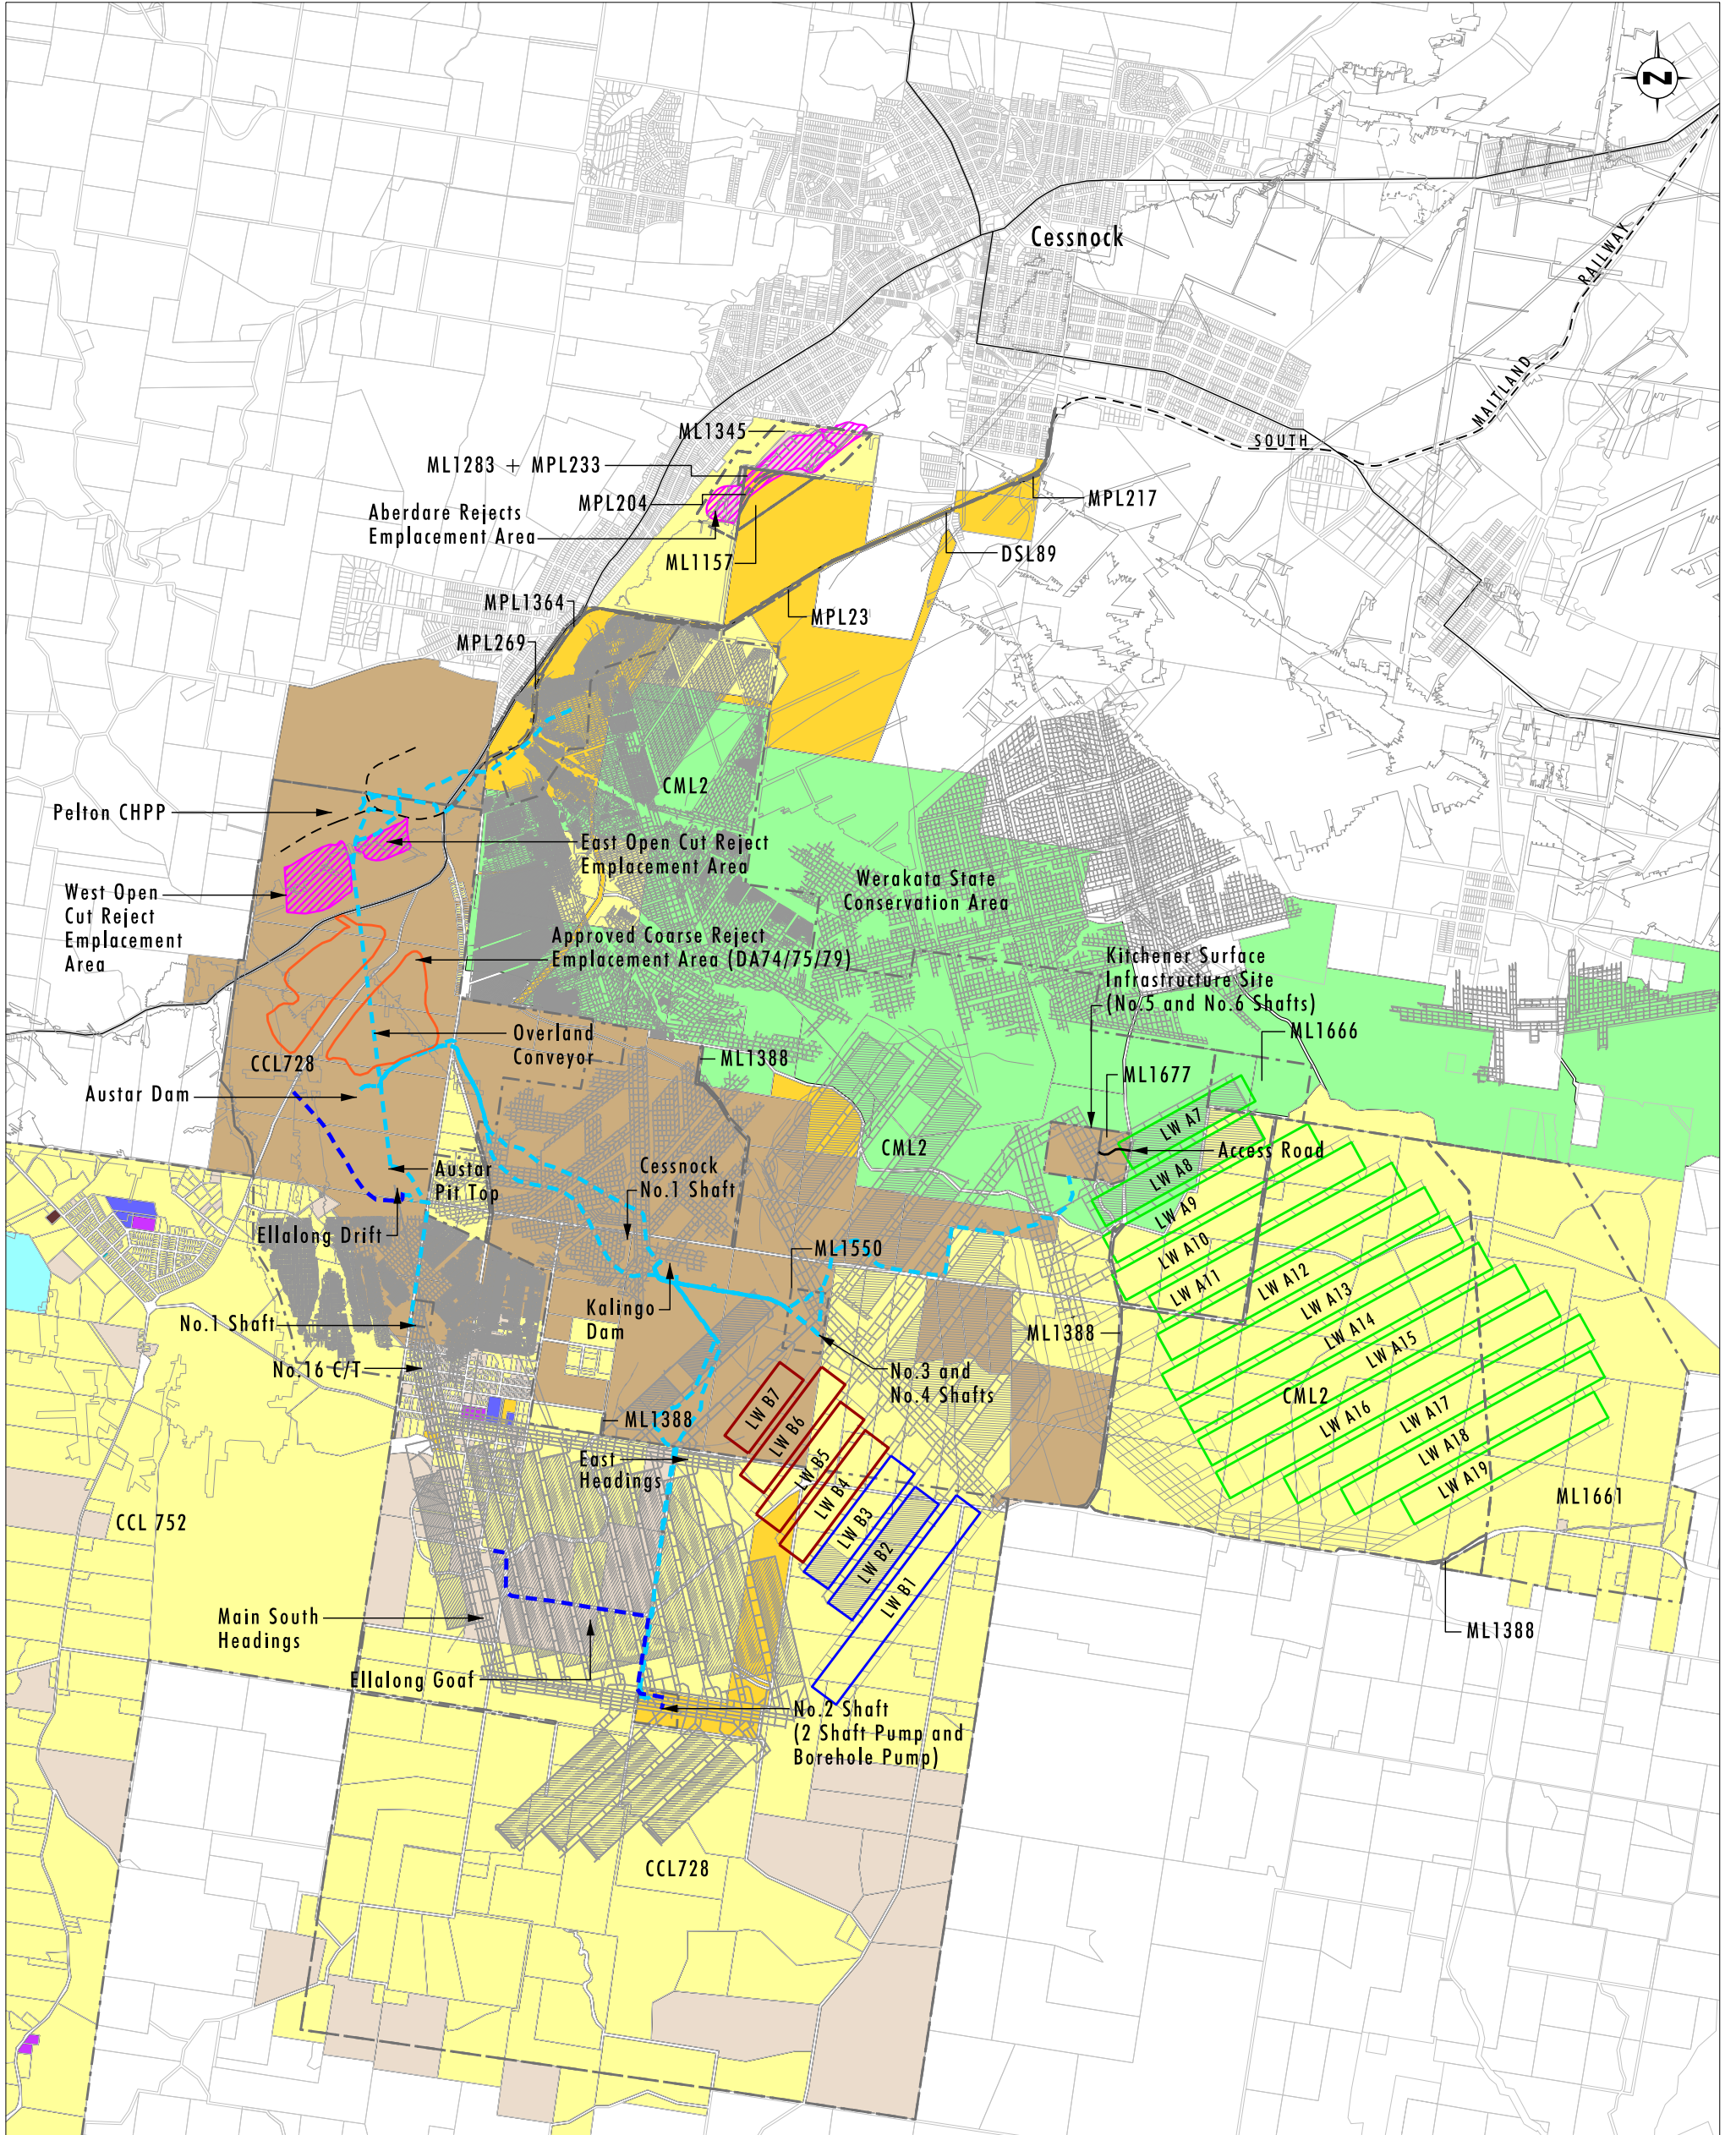 N
Cessnock
RAILWAY
MAITLAND
SOUTH
ML1345
ML1283 + MPL233
MPL204
Aberdare Rejects
Emplacement Area
ML1157
MPL217
DSL89
MPL23
MPL1364
MPL269
CML2
Pelton CHPP
East Open Cut Reject
Emplacement Area
West Open
Cut Reject
Emplacement
Area
Werakata State
Conservation Area
Approved Coarse Reject
Emplacement Area (DA74/75/79)
Kitchener Surface
Infrastructure Site
(No.5 and No.6 Shafts)
Overland
Conveyor
ML1666
CCL728
ML1388
ML1677
Austar Dam
LW A7
CML2
Access Road
Austar
Pit Top
Cessnock
No.1 Shaft
LW A8
LW A9
Ellalong Drift
LW A10
ML1550
LW A11
LW A12
LW A13
Kalingo
Dam
No.1 Shaft
ML1388
LW A14
LW A15
No.16 C/T
No.3 and
No.4 Shafts
CML2
LW B7
LW B6
ML1388
LW A16
LW A17
LW A18
LW A19
East
Headings
LW B5
LW B4
ML1661
CCL 752
LW B3
LW B2
LW B1
Main South
Headings
ML1388
Ellalong Goaf
No.2 Shaft
(2 Shaft Pump and
Borehole Pump)
CCL728